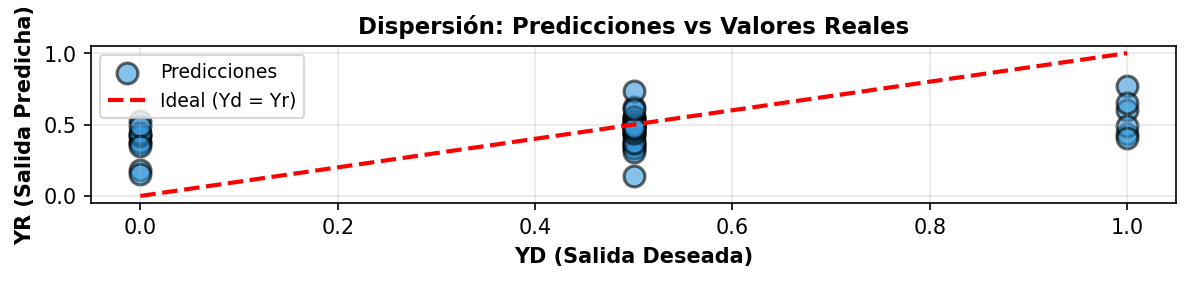 Dispersión: Predicciones vs Valores Reales
YR (Salida Predicha)
1.0
0.5
0.0
Predicciones
Ideal (Yd = Yr)
0.0 0.2 0.4 0.6 0.8 1.0
YD (Salida Deseada)